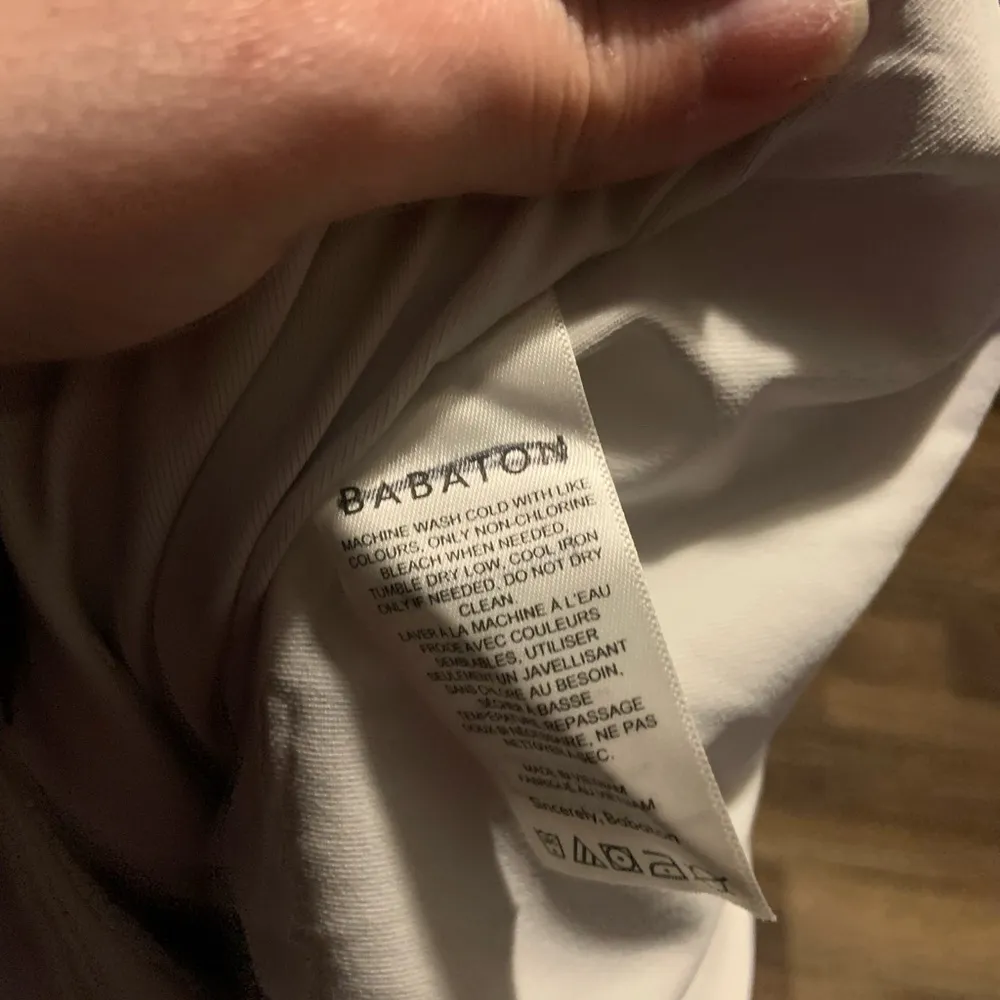 BABATON
MACHINE WASH COLD WITH LIKE
COLOURS, ONLY NON-CHLORINE
BLEACH WHEN NEEDED,
TUMBLE DRY LOW, COOL IRON
ONLY IF NEEDED. DO NOT DRY
CLEAN.
LAVER À LA MACHINE À L'EAU
FROIDE AVEC COULEURS
SEMBLABLES, UTILISER
SEULEMENT UN JAVELLISANT
SANS CHLORE AU BESOIN,
SÉCHER À BASSE
TEMPÉRATURE, REPASSAGE
DOUX SI NÉCESSAIRE, NE PAS
NETTOYER À SEC.
MADE IN VIETNAM
FABRIQUÉ AU VIETNAM
Sincerely, Babaton